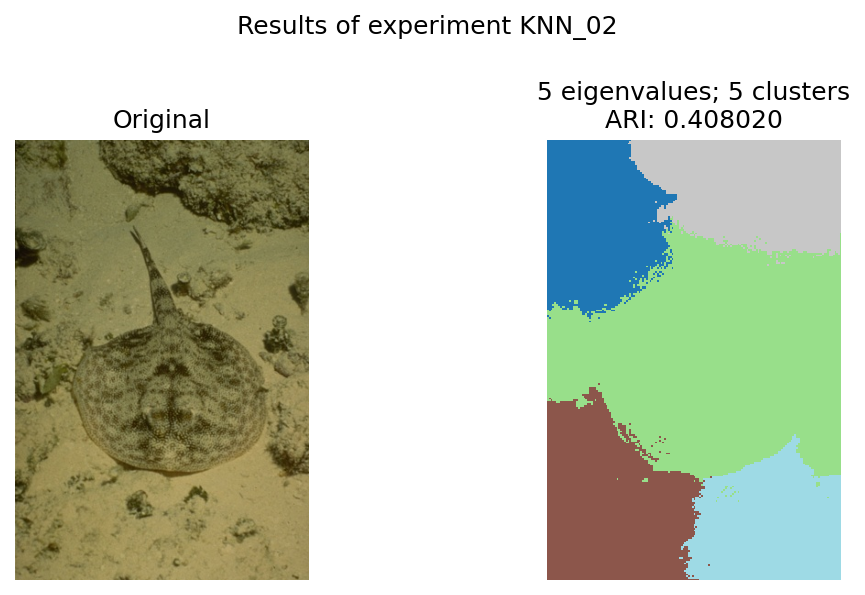 Results of experiment KNN_02
Original
5 eigenvalues; 5 clusters
ARI: 0.408020